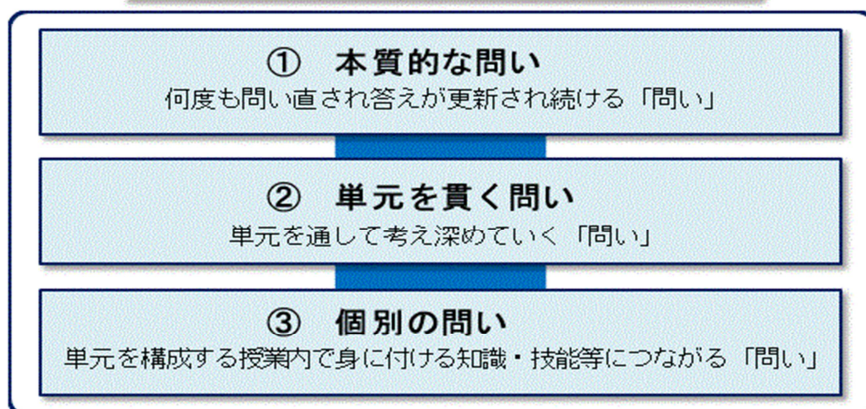 ① 本質的な問い
何度も問い直され答えが更新され続ける「問い」
② 単元を貫く問い
単元を通して考え深めていく「問い」
③ 個別の問い
単元を構成する授業内で身に付ける知識・技能等につながる「問い」